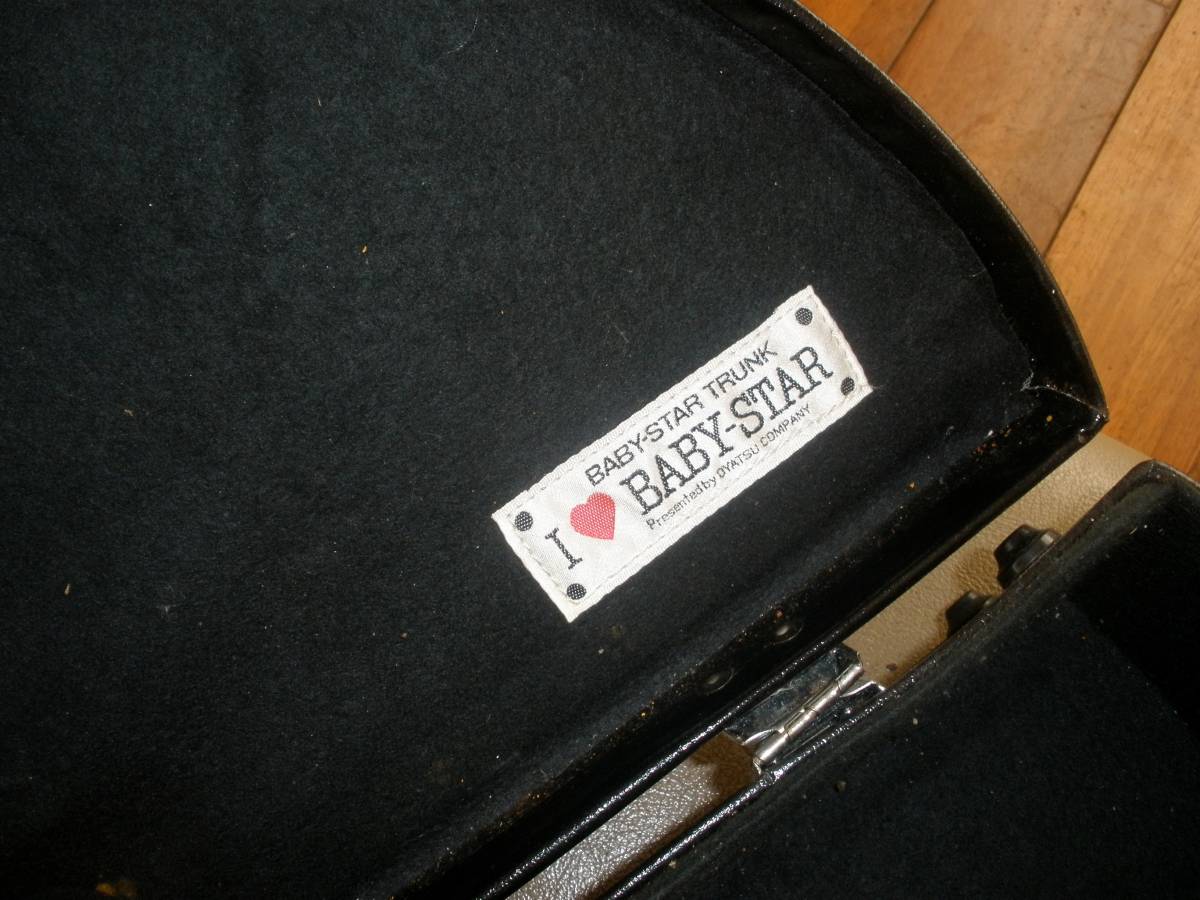 BABY-STAR TRUNK
I ♥ BABY-STAR
Presented by OYATSU COMPANY